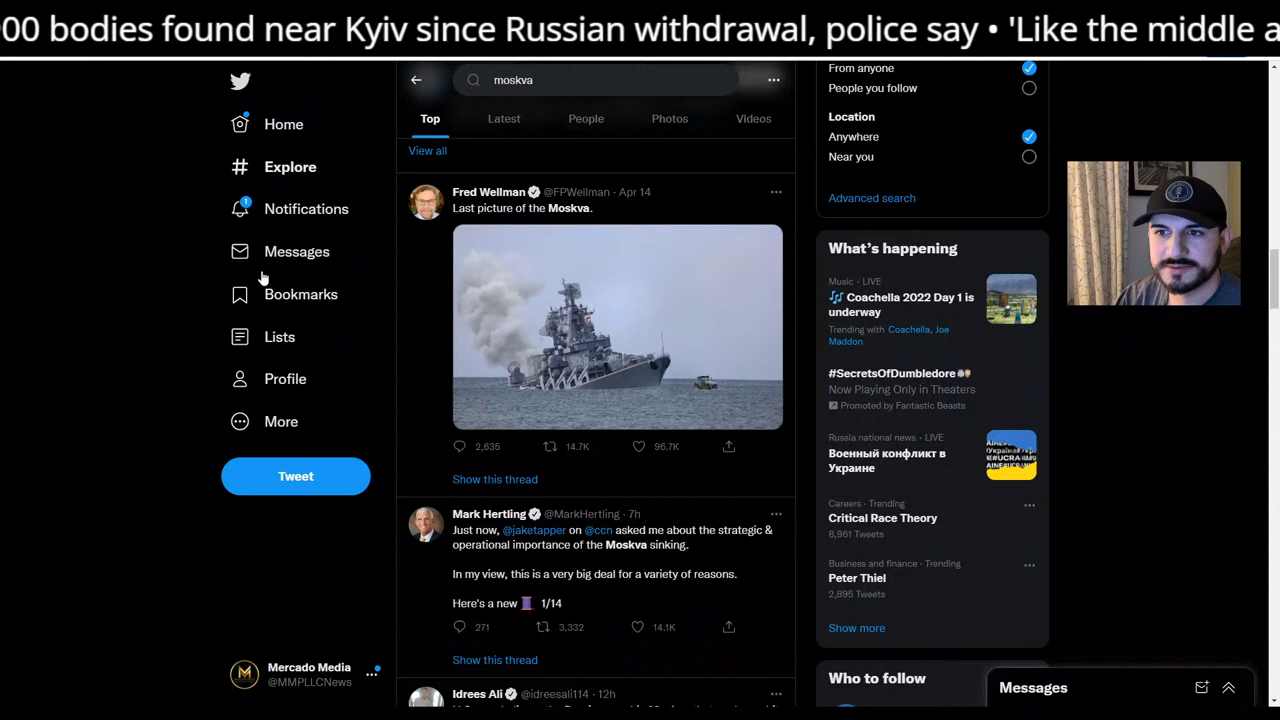 00 bodies found near Kyiv since Russian withdrawal, police say • 'Like the middle a
moskva
Top
Latest
People
Photos
Videos
View all
Home
Explore
1
Notifications
Messages
Bookmarks
Lists
Profile
More
Tweet
Mercado Media
@MMPLLCNews
Fred Wellman @FPWellman · Apr 14
Last picture of the Moskva.
2,635
14.7K
96.7K
Show this thread
Mark Hertling @MarkHertling · 7h
Just now, @jaketapper on @ccn asked me about the strategic &
operational importance of the Moskva sinking.
In my view, this is a very big deal for a variety of reasons.
Here's a new 🧵 1/14
271
3,332
14.1K
Show this thread
Idrees Ali @idreesali114 · 12h
From anyone
People you follow
Location
Anywhere
Near you
Advanced search
What's happening
Music · LIVE
🎶 Coachella 2022 Day 1 is
underway
Trending with Coachella, Joe
Maddon
#SecretsOfDumbledore
Now Playing Only in Theaters
Promoted by Fantastic Beasts
Russia national news · LIVE
Военный конфликт в
Украине
Careers · Trending
Critical Race Theory
8,961 Tweets
Business and finance · Trending
Peter Thiel
2,895 Tweets
Show more
Who to follow
Messages